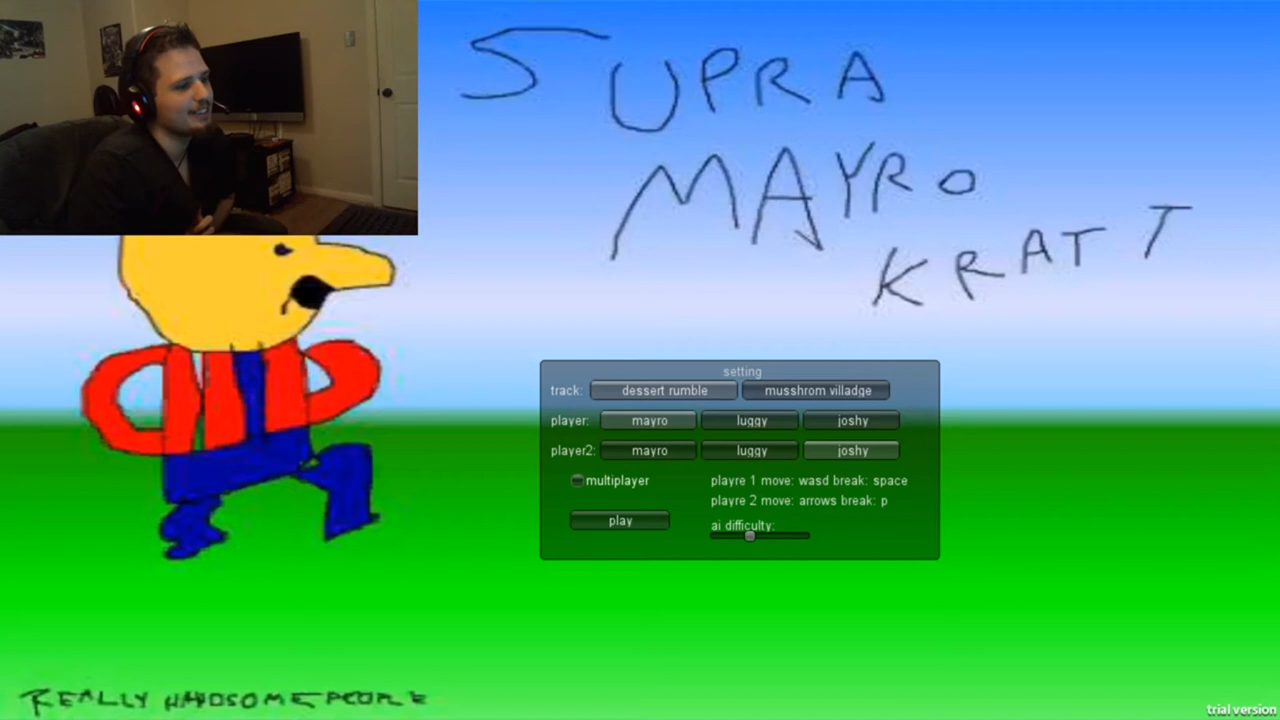 SUPRA
MAYRO
KRATT
setting
track: dessert rumble musshrom villadge
player: mayro luggy joshy
player2: mayro luggy joshy
multiplayer
playre 1 move: wasd break: space
playre 2 move: arrows break: p
play
ai difficulty:
REALLY HANDSOME PEOPLE
trial version